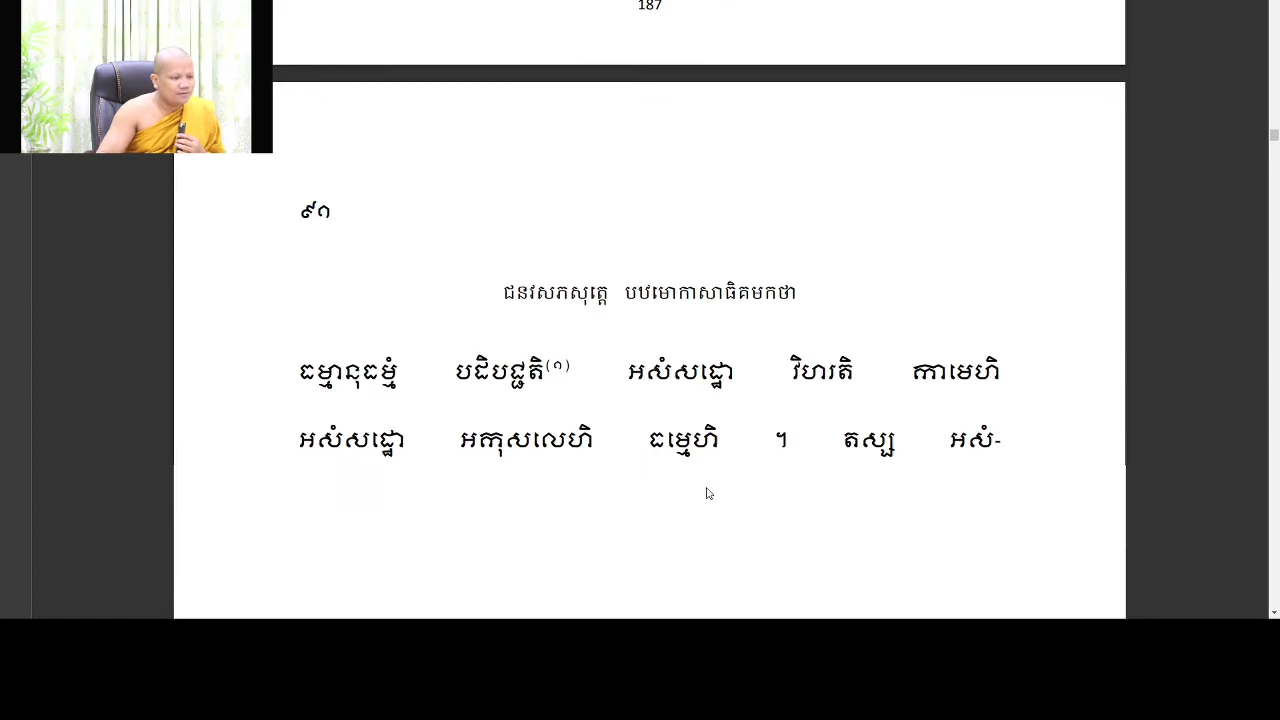 187
៩១
ជនវសភសុត្តេ បឋមោកាសាធិគមកថា
ធម្មានុធម្មំ បដិបជ្ជតិ(១) អសំសដ្ឋោ វិហរតិ កាមេហិ
អសំសដ្ឋោ អកុសលេហិ ធម្មេហិ ។ តស្ស អសំ-